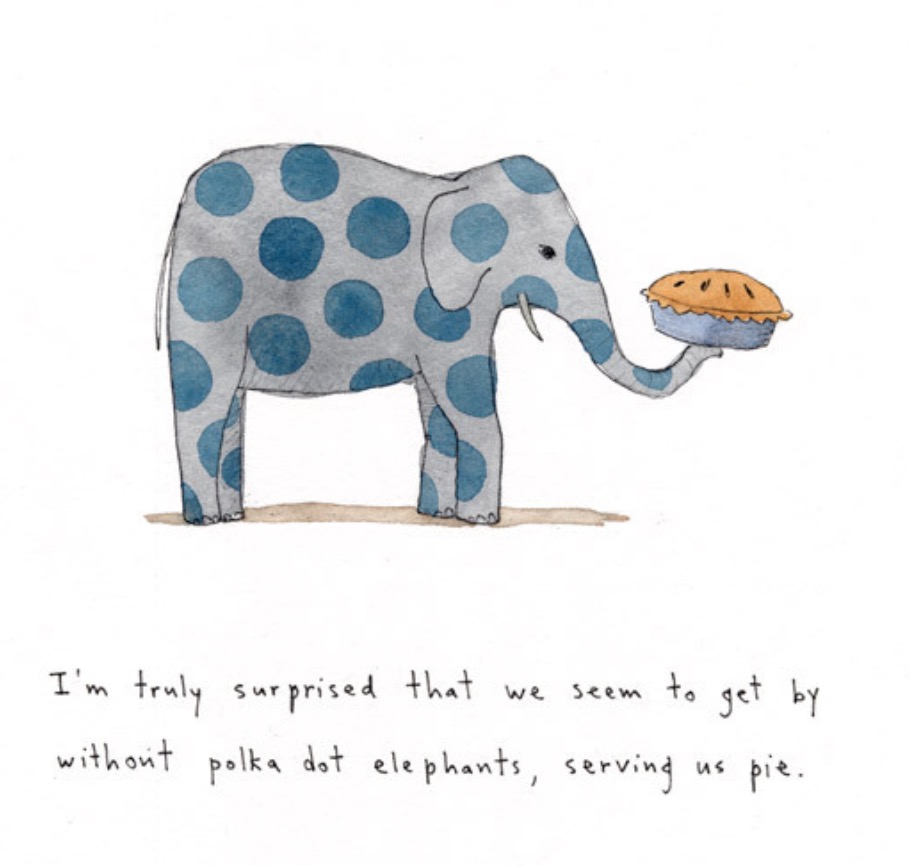 I'm truly surprised that we seem to get by
without polka dot elephants, serving us pie.